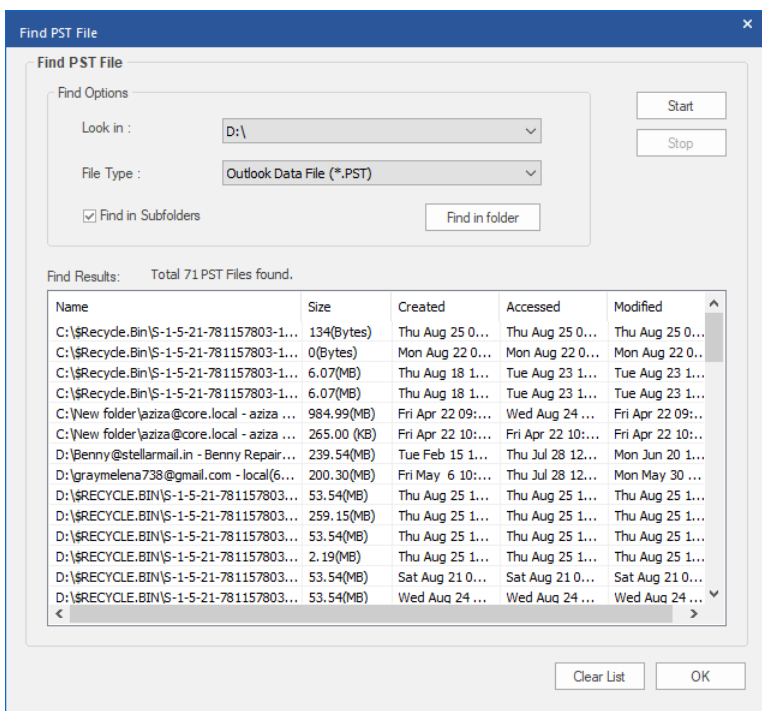 Find PST File
Find PST File
Find Options
Look in :
D:\
Start
Stop
File Type :
Outlook Data File (*.PST)
Find in Subfolders
Find in folder
Find Results: Total 71 PST Files found.
Name Size Created Accessed Modified
C:\$Recycle.Bin\S-1-5-21-781157803-1... 134(Bytes) Thu Aug 25 0... Thu Aug 25 0... Thu Aug 25 0...
C:\$Recycle.Bin\S-1-5-21-781157803-1... 0(Bytes) Mon Aug 22 0... Mon Aug 22 0... Mon Aug 22 0..
C:\$Recycle.Bin\S-1-5-21-781157803-1... 6.07(MB) Thu Aug 18 1... Tue Aug 23 1... Tue Aug 23 1...
C:\$Recycle.Bin\S-1-5-21-781157803-1... 6.07(MB) Thu Aug 18 1... Tue Aug 23 1... Tue Aug 23 1...
C:\New folder\aziza@core.local - aziza ... 984.99(MB) Fri Apr 22 09:... Wed Aug 24 ... Fri Apr 22 09:..
C:\New folder\aziza@core.local - aziza ... 265.00 (KB) Fri Apr 22 10:... Fri Apr 22 10:... Fri Apr 22 10:..
D:\Benny@stellarmail.in - Benny Repair... 239.54(MB) Tue Feb 15 1... Thu Jul 28 12... Mon Jun 20 1...
D:\graymelena738@gmail.com - local(6... 200.30(MB) Fri May 6 10:... Thu Jul 28 12... Mon May 30 ...
D:\$RECYCLE.BIN\S-1-5-21-781157803... 53.54(MB) Thu Aug 25 1... Thu Aug 25 1... Thu Aug 25 1...
D:\$RECYCLE.BIN\S-1-5-21-781157803... 259.15(MB) Thu Aug 25 1... Thu Aug 25 1... Thu Aug 25 1...
D:\$RECYCLE.BIN\S-1-5-21-781157803... 53.54(MB) Thu Aug 25 1... Thu Aug 25 1... Thu Aug 25 1...
D:\$RECYCLE.BIN\S-1-5-21-781157803... 2.19(MB) Thu Aug 25 1... Thu Aug 25 1... Thu Aug 25 1...
D:\$RECYCLE.BIN\S-1-5-21-781157803... 53.54(MB) Sat Aug 21 0... Sat Aug 21 0... Sat Aug 21 0...
D:\$RECYCLE.BIN\S-1-5-21-781157803... 53.54(MB) Wed Aug 24 ... Wed Aug 24 ... Wed Aug 24 ...
Clear List
OK